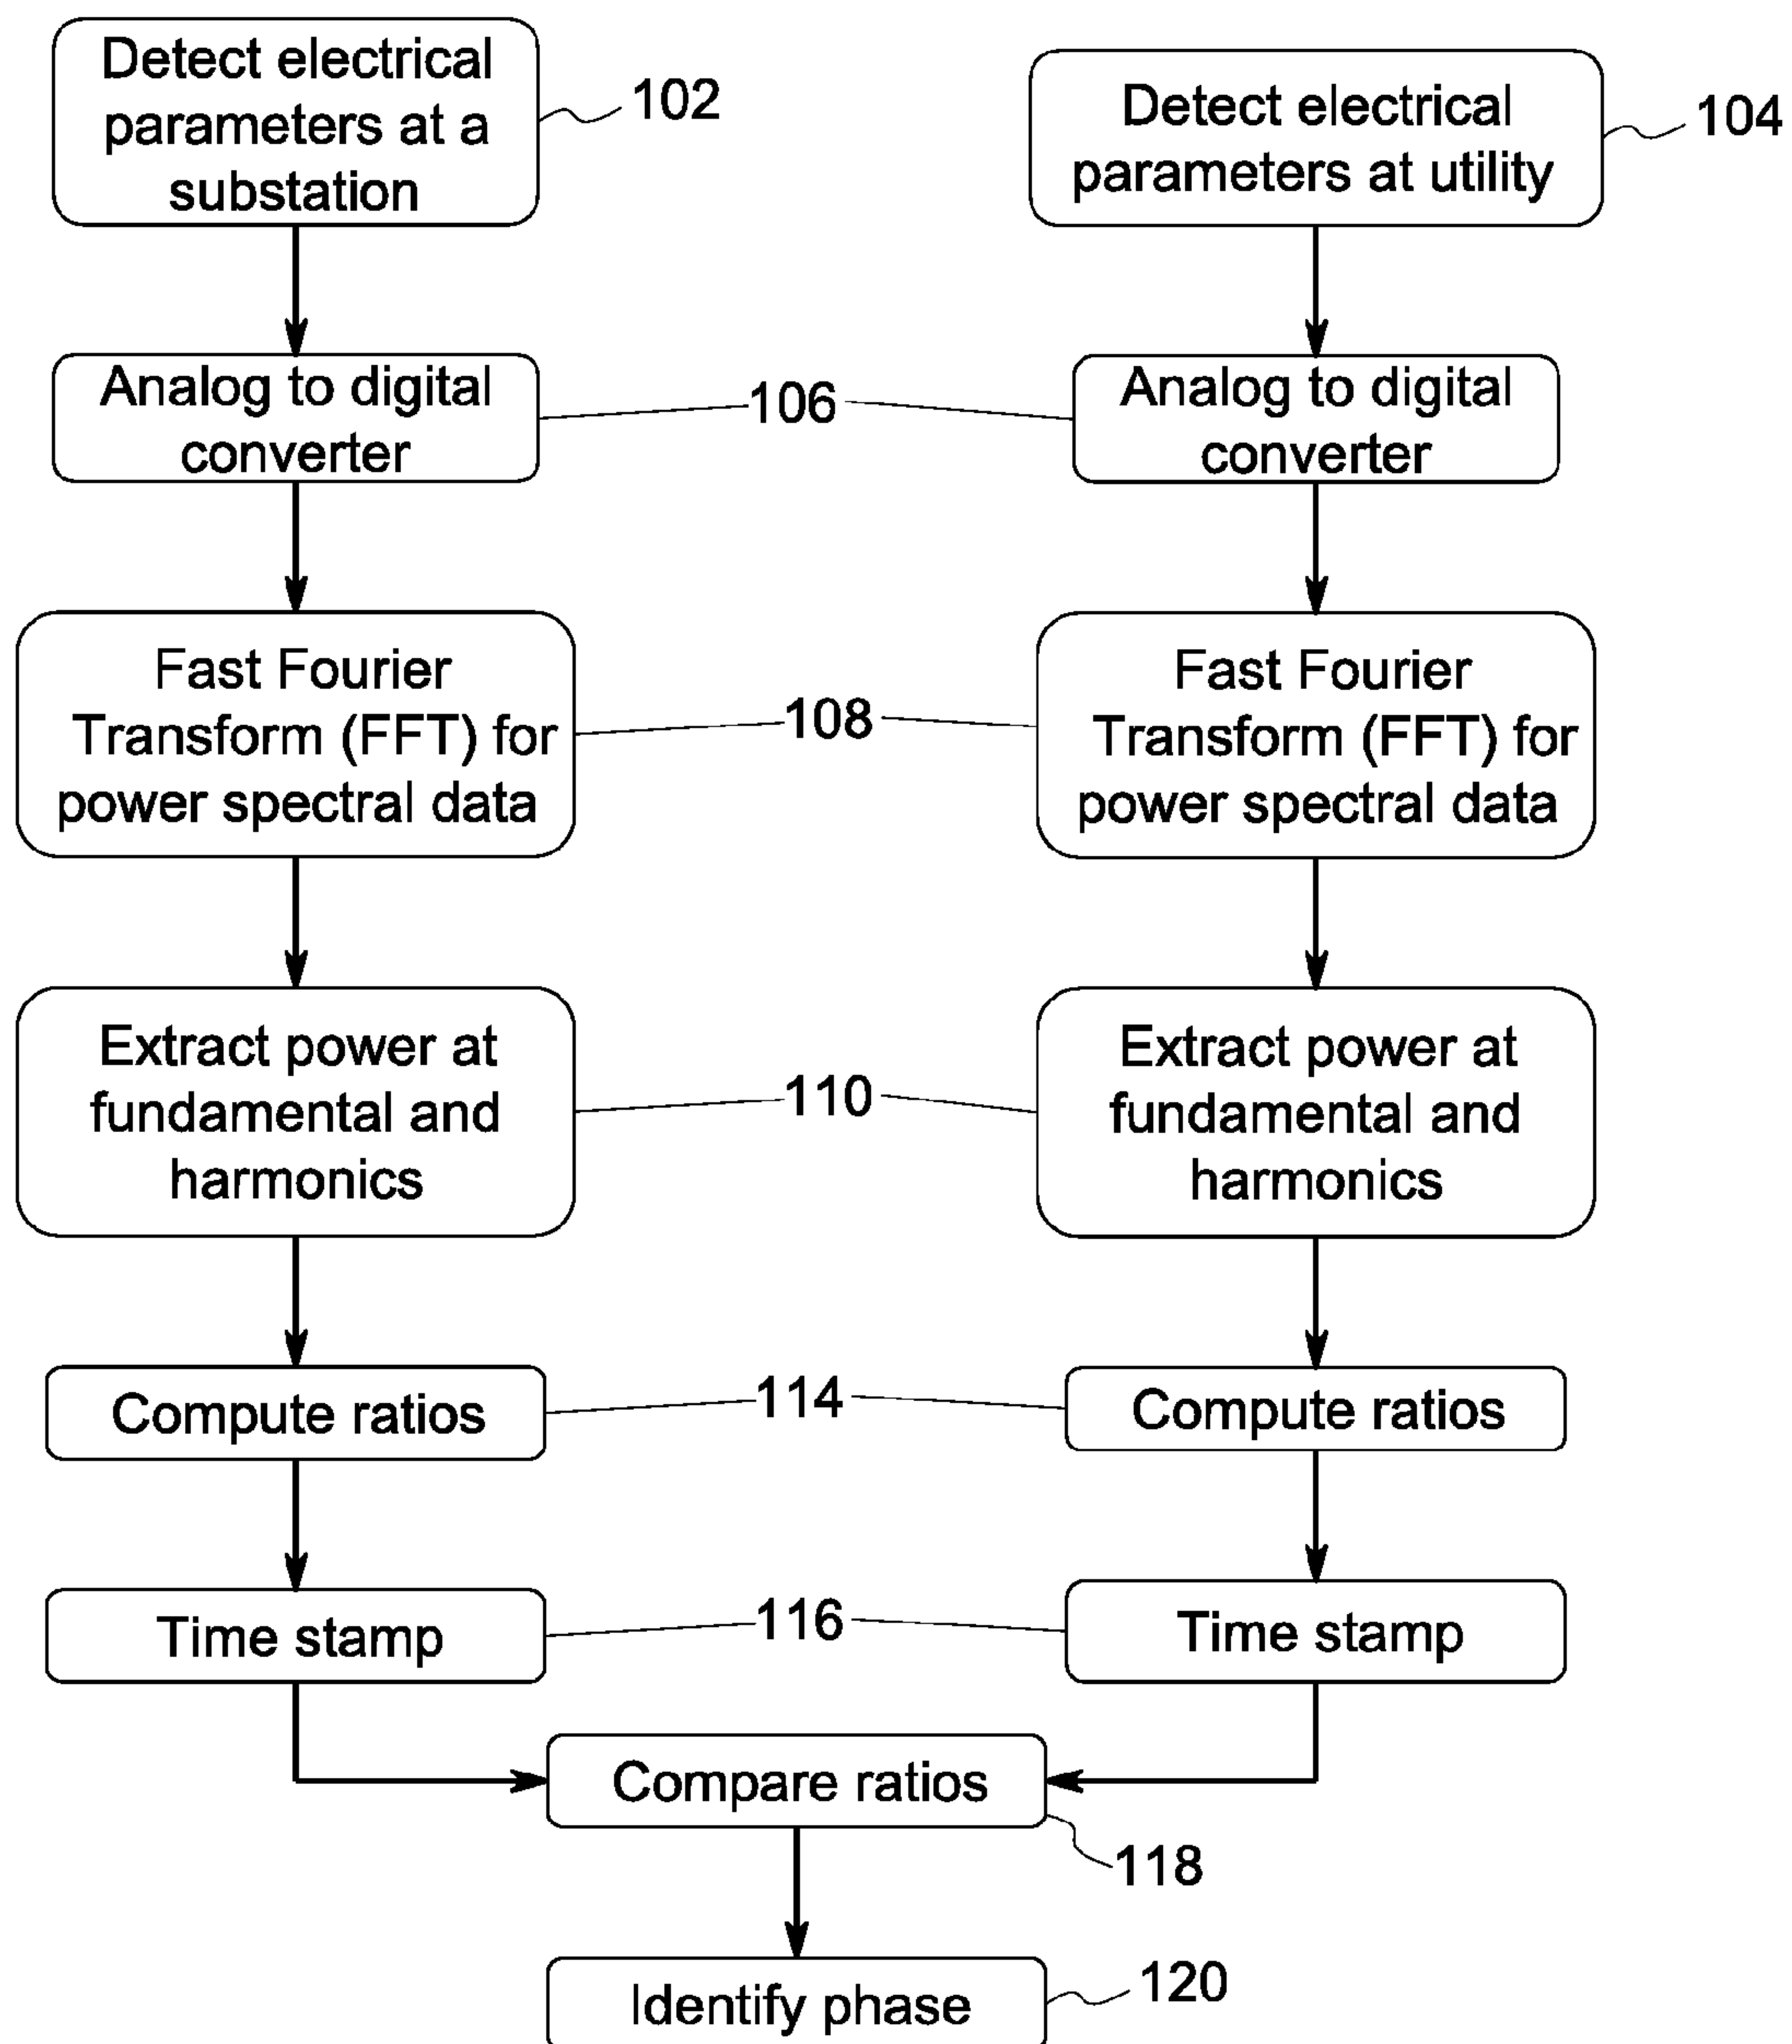 Detect electrical
parameters at a
substation
102
Detect electrical
parameters at utility
104
Analog to digital
converter
106
Analog to digital
converter
Fast Fourier
Transform (FFT) for
power spectral data
108
Fast Fourier
Transform (FFT) for
power spectral data
Extract power at
fundamental and
harmonics
110
Extract power at
fundamental and
harmonics
Compute ratios
114
Compute ratios
Time stamp
116
Time stamp
Compare ratios
118
Identify phase
120